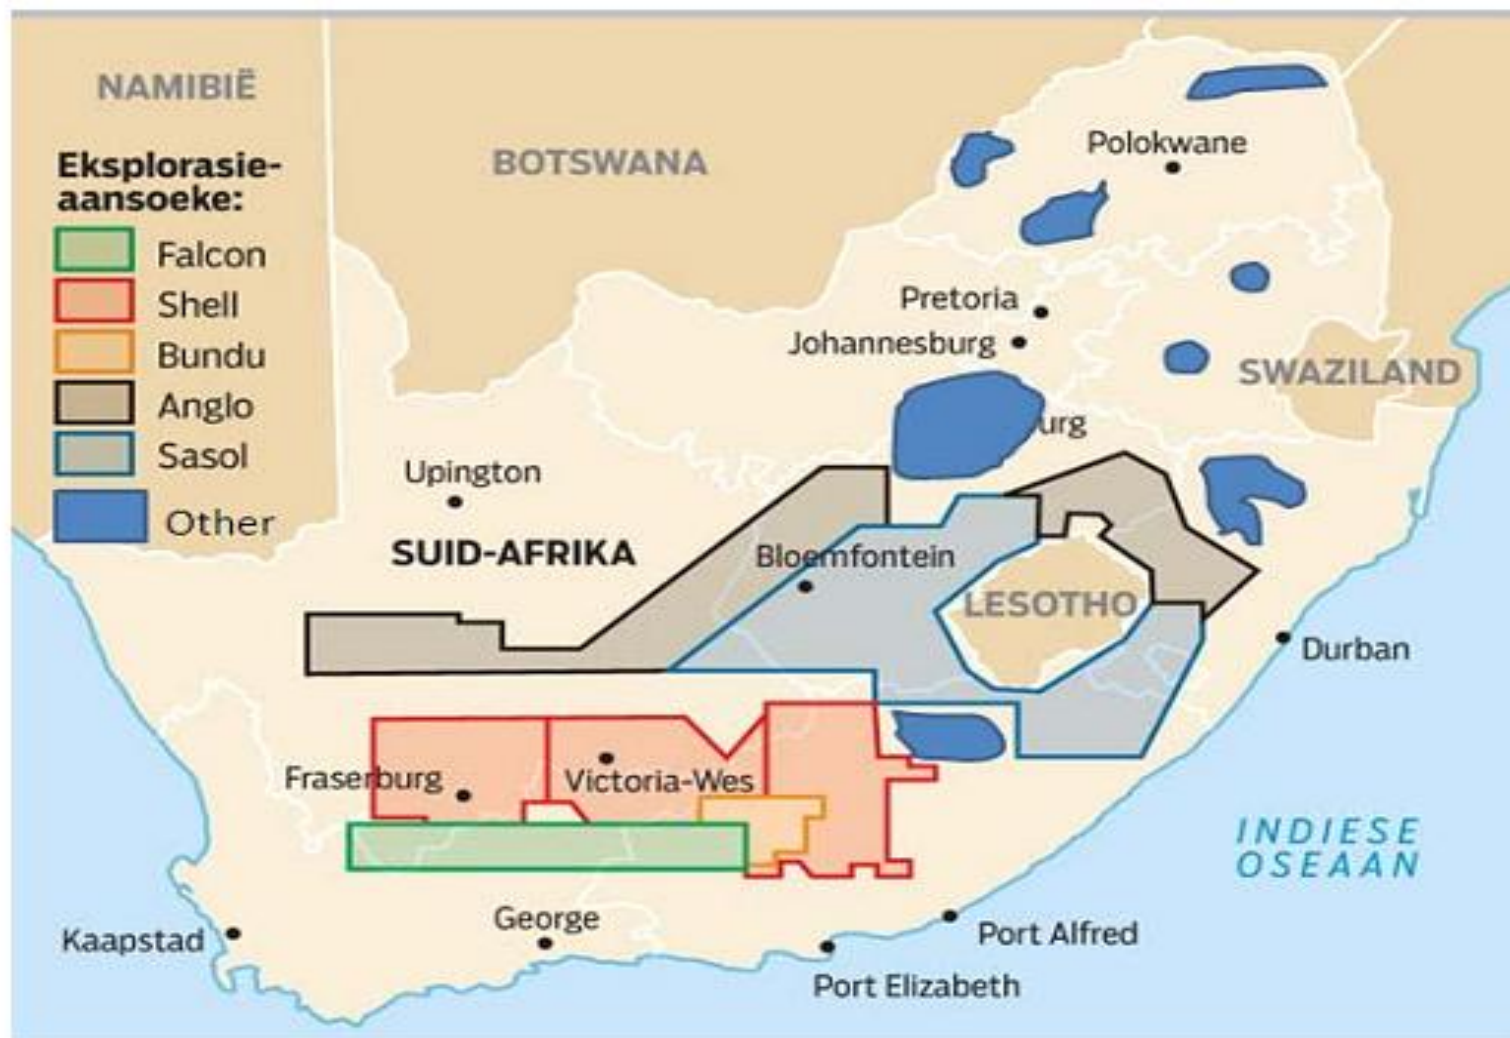 NAMIBIË
Eksplorasie-
aansoeke:
Falcon
Shell
Bundu
Anglo
Sasol
Other
BOTSWANA
Polokwane
Pretoria
Johannesburg
SWAZILAND
urg
Upington
SUID-AFRIKA
Bloemfontein
LESOTHO
Durban
Fraserburg
Victoria-Wes
INDIESE
OSEAAN
George
Kaapstad
Port Alfred
Port Elizabeth